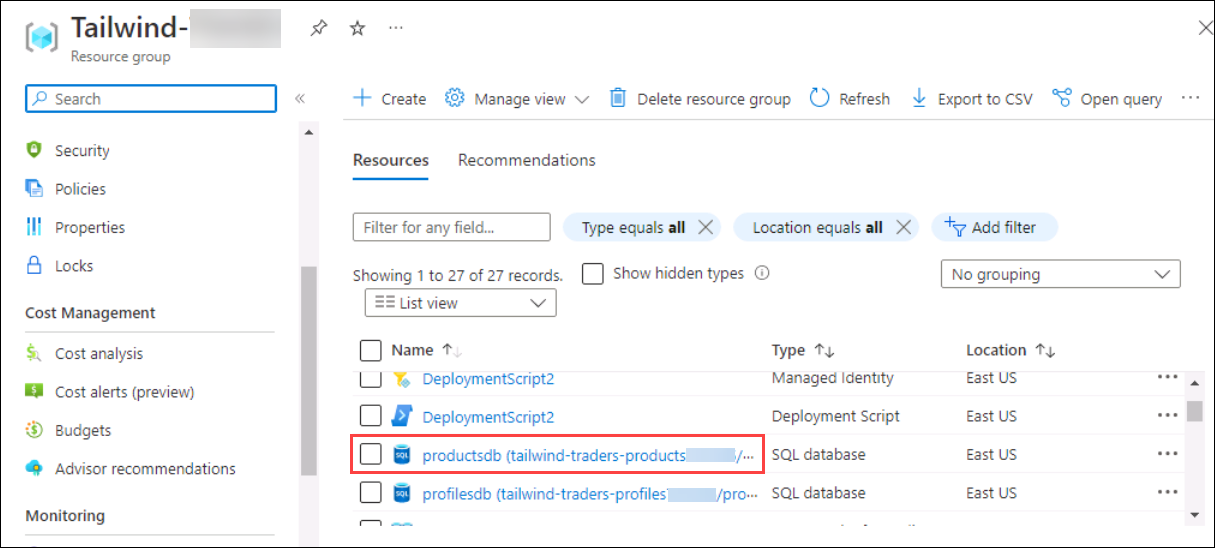 Tailwind-
Resource group
Search
«
Create
Manage view
Delete resource group
Refresh
Export to CSV
Open query
...
Security
Policies
Properties
Locks
Cost Management
Cost analysis
Cost alerts (preview)
Budgets
Advisor recommendations
Monitoring
Resources Recommendations
Filter for any field...
Type equals all
Location equals all
Add filter
Showing 1 to 27 of 27 records.
Show hidden types
No grouping
List view
Name ↑↓ Type ↑↓ Location ↑↓
DeploymentScript2 Managed Identity East US ...
DeploymentScript2 Deployment Script East US ...
SQL productsdb (tailwind-traders-products /... SQL database East US ...
SQL profilesdb (tailwind-traders-profiles /pro... SQL database East US ...